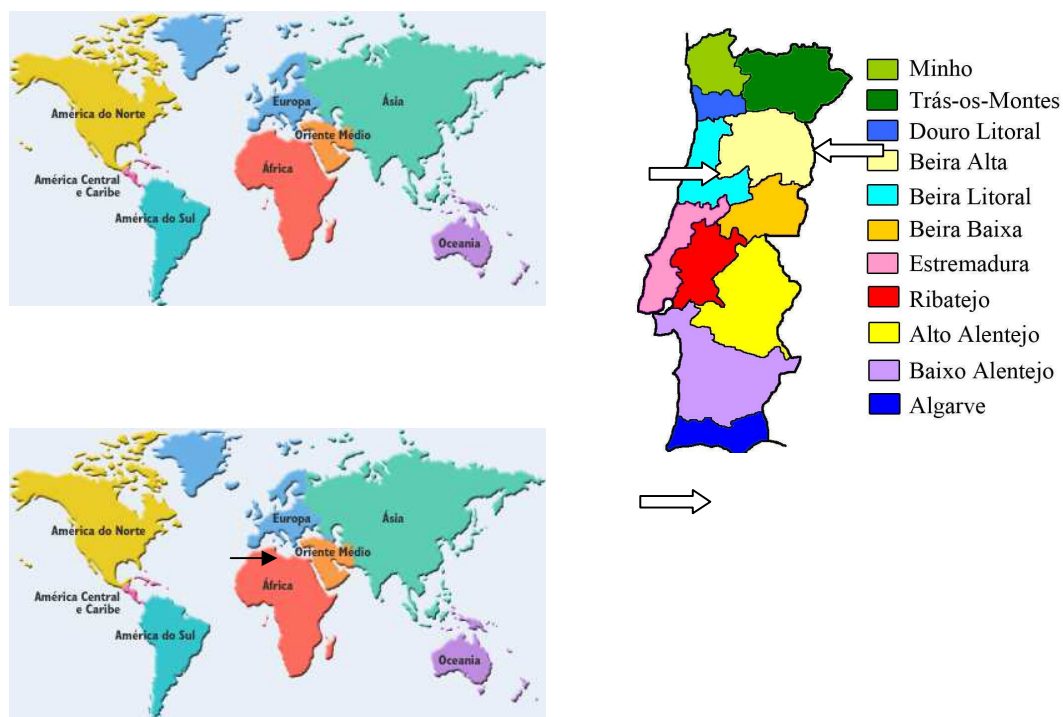 América do Norte
Europa
Ásia
Oriente Médio
América Central
e Caribe
África
América do Sul
Oceania
Minho
Trás-os-Montes
Douro Litoral
Beira Alta
Beira Litoral
Beira Baixa
Estremadura
Ribatejo
Alto Alentejo
Baixo Alentejo
Algarve
América do Norte
Europa
Ásia
Oriente Médio
América Central
e Caribe
África
América do Sul
Oceania